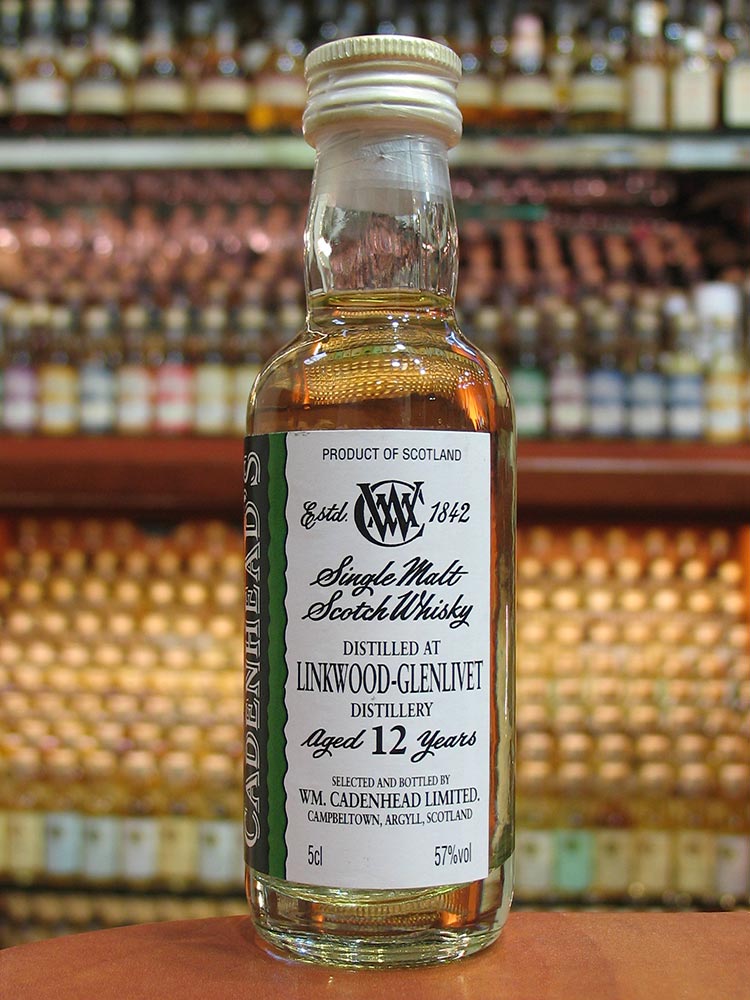 CADENHEAD'S
PRODUCT OF SCOTLAND
Estd. WMC 1842
Single Malt
Scotch Whisky
DISTILLED AT
LINKWOOD-GLENLIVET
DISTILLERY
Aged 12 Years
SELECTED AND BOTTLED BY
WM. CADENHEAD LIMITED.
CAMPBELTOWN, ARGYLL, SCOTLAND
5cl 57%vol